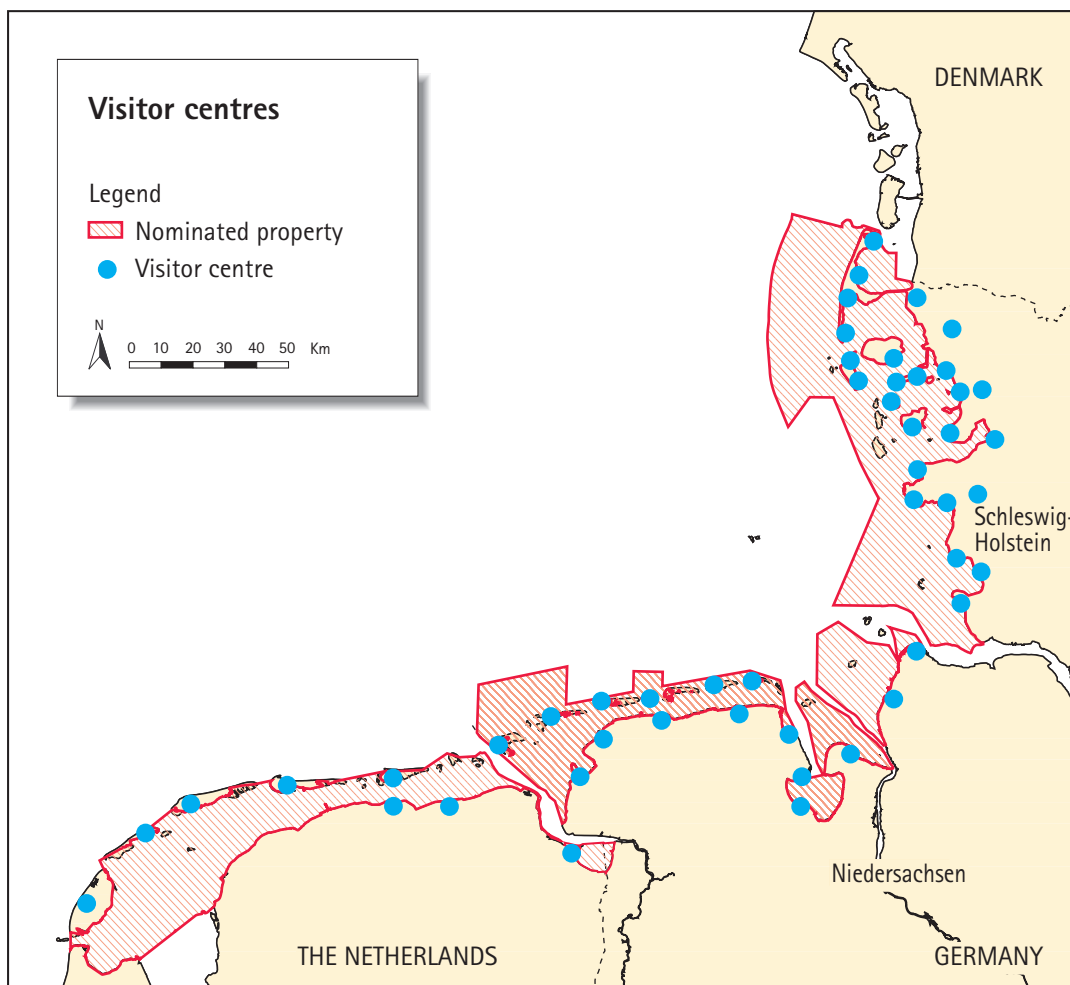 Visitor centres
Legend
Nominated property
Visitor centre
N
0 10 20 30 40 50 Km
DENMARK
Schleswig-
Holstein
Niedersachsen
THE NETHERLANDS
GERMANY